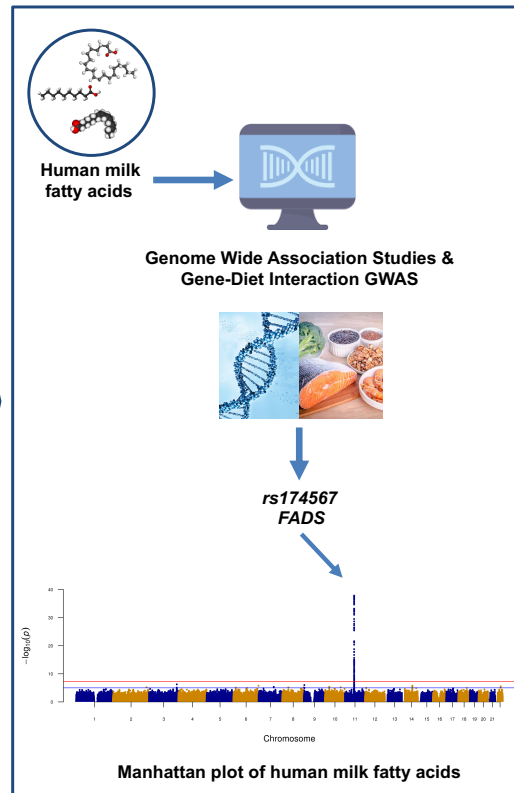 Human milk
fatty acids
Genome Wide Association Studies &
Gene-Diet Interaction GWAS
rs174567
FADS
40
30
20
10
0
−log10(p)
1 2 3 4 5 6 7 8 9 10 11 12 13 14 15 16 17 18 19 20 21
Chromosome
Manhattan plot of human milk fatty acids